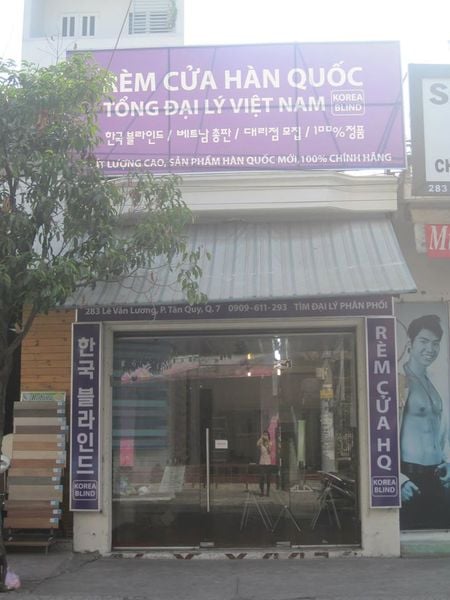 RÈM CỬA HÀN QUỐC
TỔNG ĐẠI LÝ VIỆT NAM
KOREA
BLIND
한국 블라인드 / 베트남 총판 / 대리점 모집 / 100% 정품
LƯỢNG CAO, SẢN PHẨM HÀN QUỐC MỚI 100% CHÍNH HÃNG
283 Lê Văn Lương, P. Tân Quy, Q. 7 0909-611-293 TÌM ĐẠI LÝ PHÂN PHỐI
한국 블라인드
KOREA
BLIND
RÈM CỬA HQ
KOREA
BLIND
283